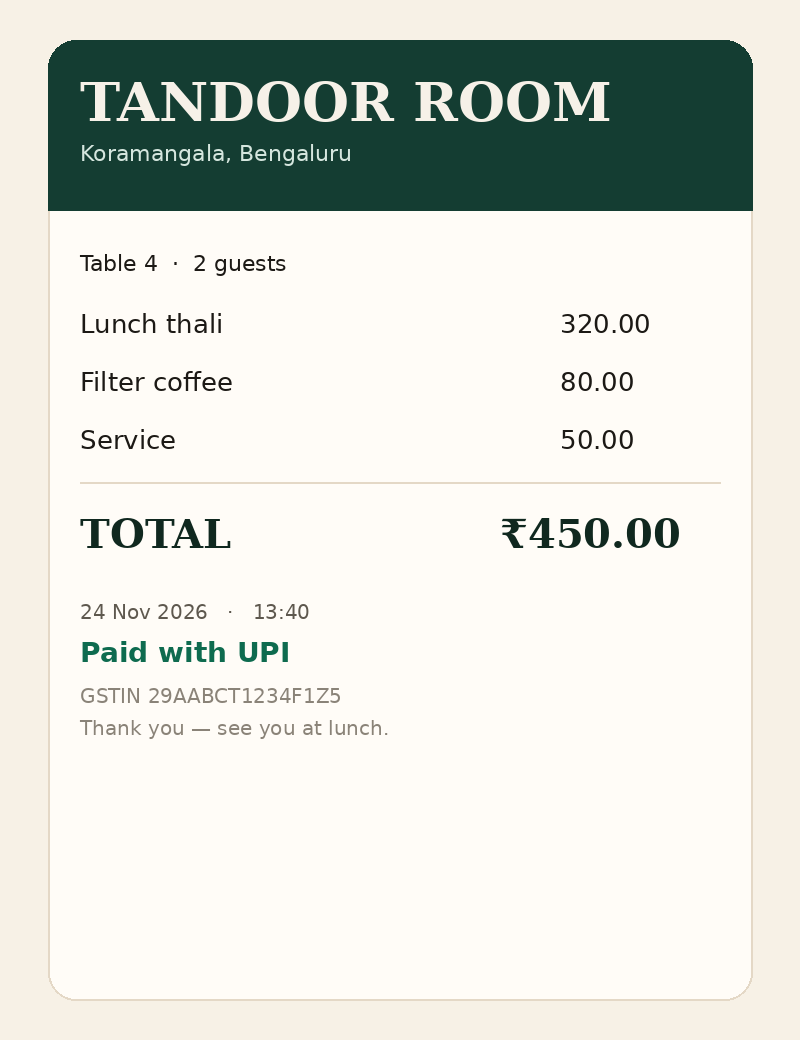 TANDOOR ROOM
Koramangala, Bengaluru
Table 4 · 2 guests
Lunch thali 320.00
Filter coffee 80.00
Service 50.00
TOTAL ₹450.00
24 Nov 2026 · 13:40
Paid with UPI
GSTIN 29AABCT1234F1Z5
Thank you — see you at lunch.